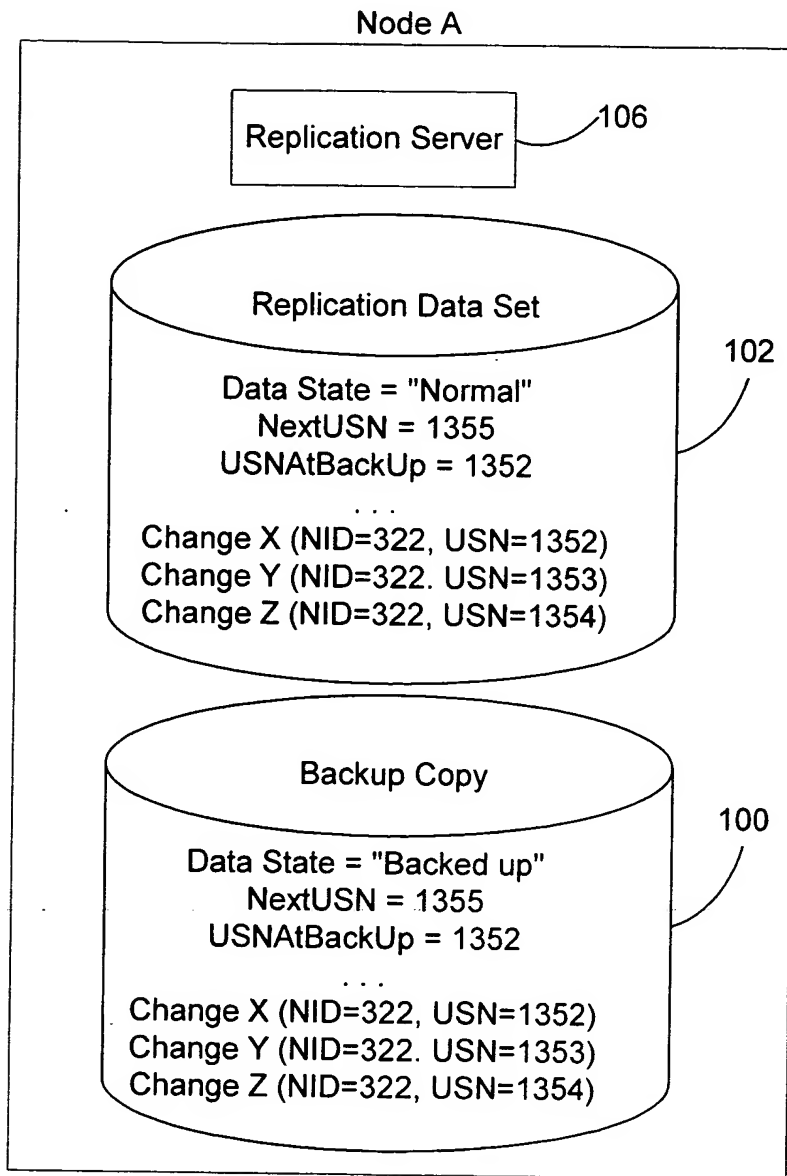 Node A
Replication Server
106
Replication Data Set
102
Data State = "Normal"
NextUSN = 1355
USNAtBackUp = 1352
. . .
Change X (NID=322, USN=1352)
Change Y (NID=322. USN=1353)
Change Z (NID=322, USN=1354)
Backup Copy
100
Data State = "Backed up"
NextUSN = 1355
USNAtBackUp = 1352
. . .
Change X (NID=322, USN=1352)
Change Y (NID=322. USN=1353)
Change Z (NID=322, USN=1354)